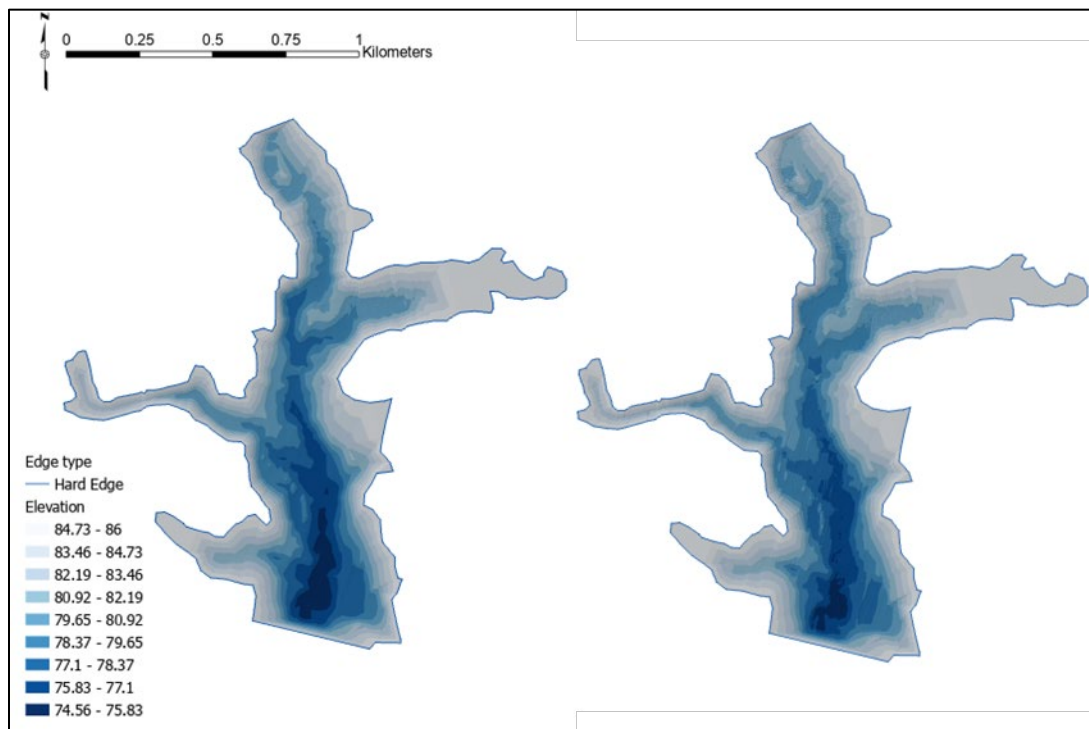 N
0 0.25 0.5 0.75 1
Kilometers
Edge type
Hard Edge
Elevation
84.73 - 86
83.46 - 84.73
82.19 - 83.46
80.92 - 82.19
79.65 - 80.92
78.37 - 79.65
77.1 - 78.37
75.83 - 77.1
74.56 - 75.83